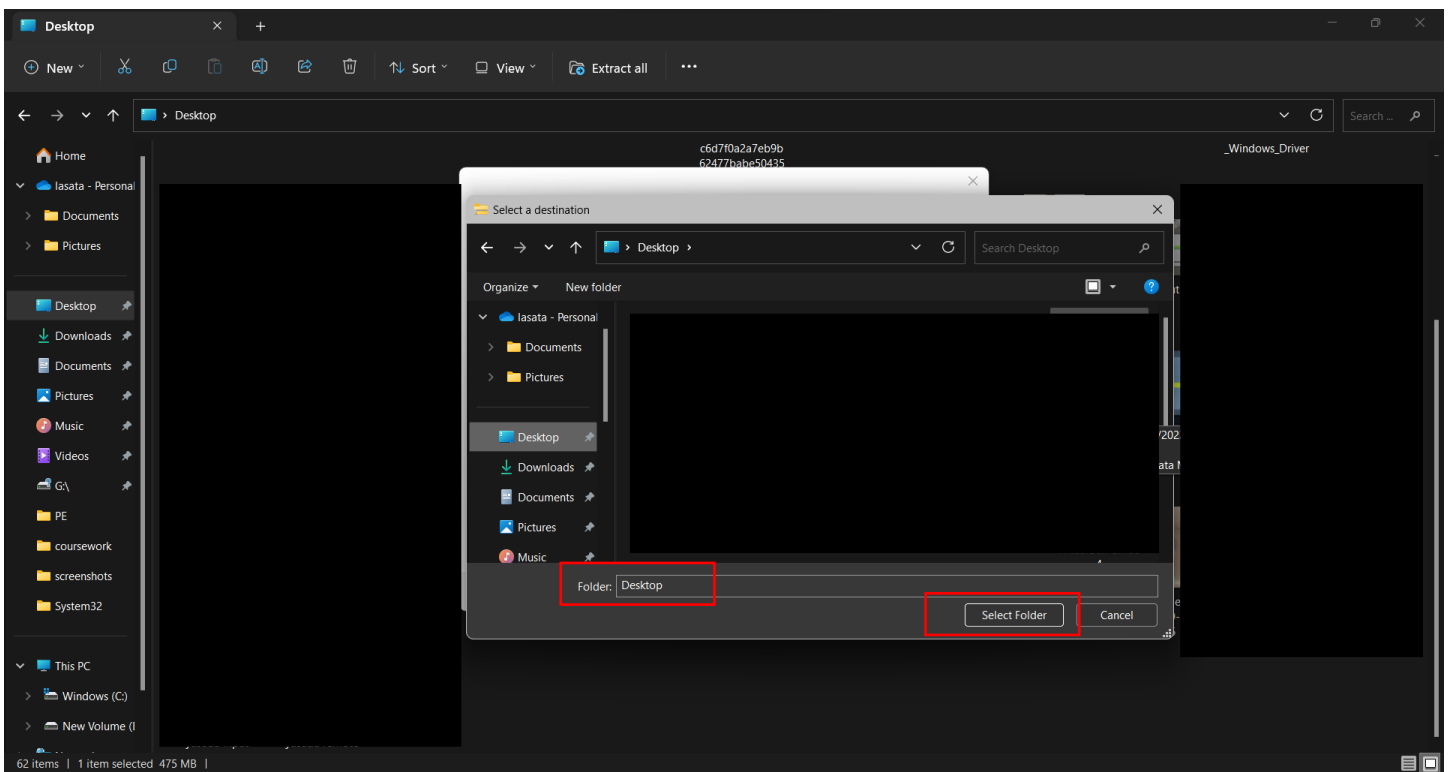 Desktop
New
Sort
View
Extract all
Desktop
Search ...
Home
Iasata - Personal
Documents
Pictures
Desktop
Downloads
Documents
Pictures
Music
Videos
G:\
PE
coursework
screenshots
System32
This PC
Windows (C:)
New Volume (
c6d7f0a2a7eb9b
62477babe50435
_Windows_Driver
Select a destination
Desktop
Search Desktop
Organize
New folder
Iasata - Personal
Documents
Pictures
Desktop
Downloads
Documents
Pictures
Music
Folder: Desktop
Select Folder
Cancel
62 items | 1 item selected 475 MB |